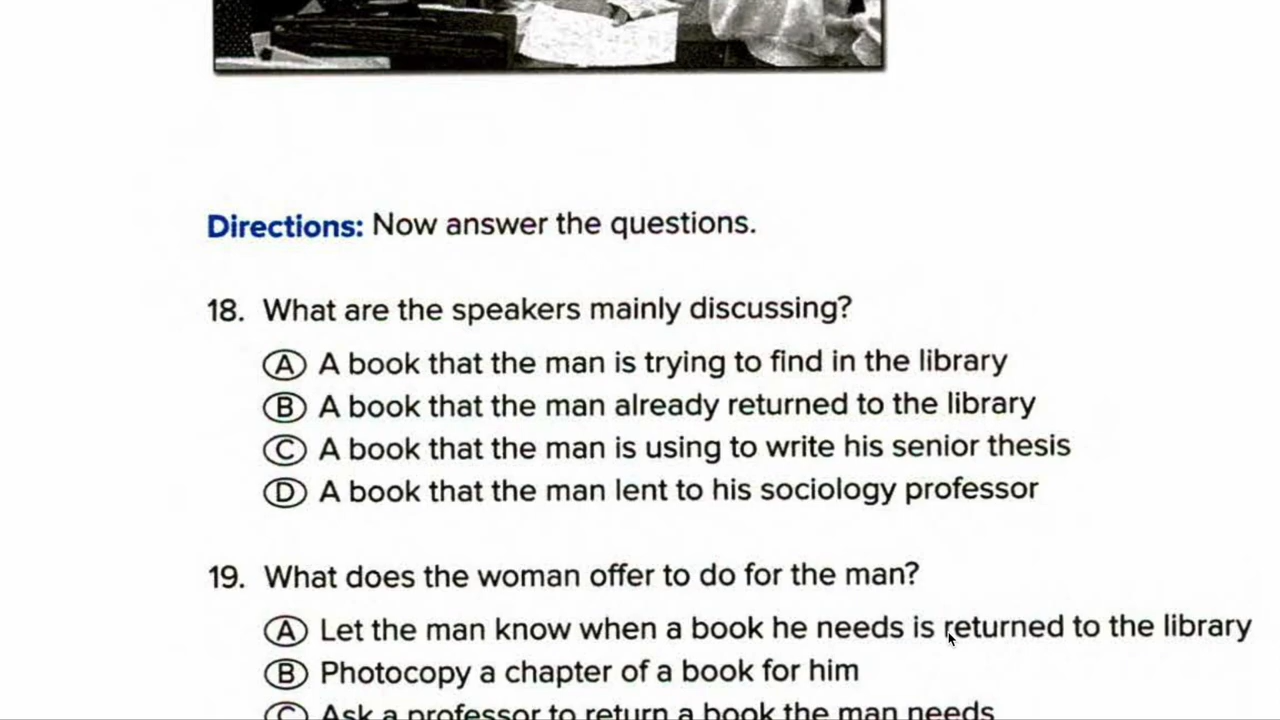 Directions: Now answer the questions.
18. What are the speakers mainly discussing?
A A book that the man is trying to find in the library
B A book that the man already returned to the library
C A book that the man is using to write his senior thesis
D A book that the man lent to his sociology professor
19. What does the woman offer to do for the man?
A Let the man know when a book he needs is returned to the library
B Photocopy a chapter of a book for him
C Ask a professor to return a book the man needs